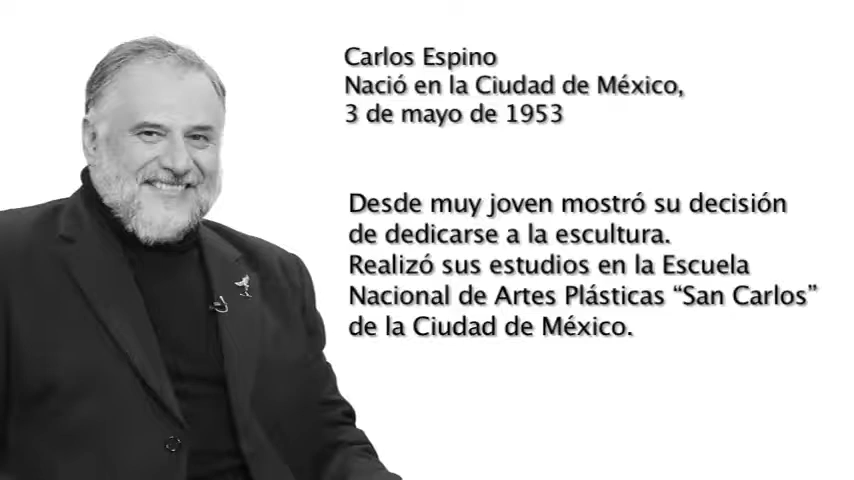 Carlos Espino
Nació en la Ciudad de México,
3 de mayo de 1953
Desde muy joven mostró su decisión
de dedicarse a la escultura.
Realizó sus estudios en la Escuela
Nacional de Artes Plásticas “San Carlos”
de la Ciudad de México.